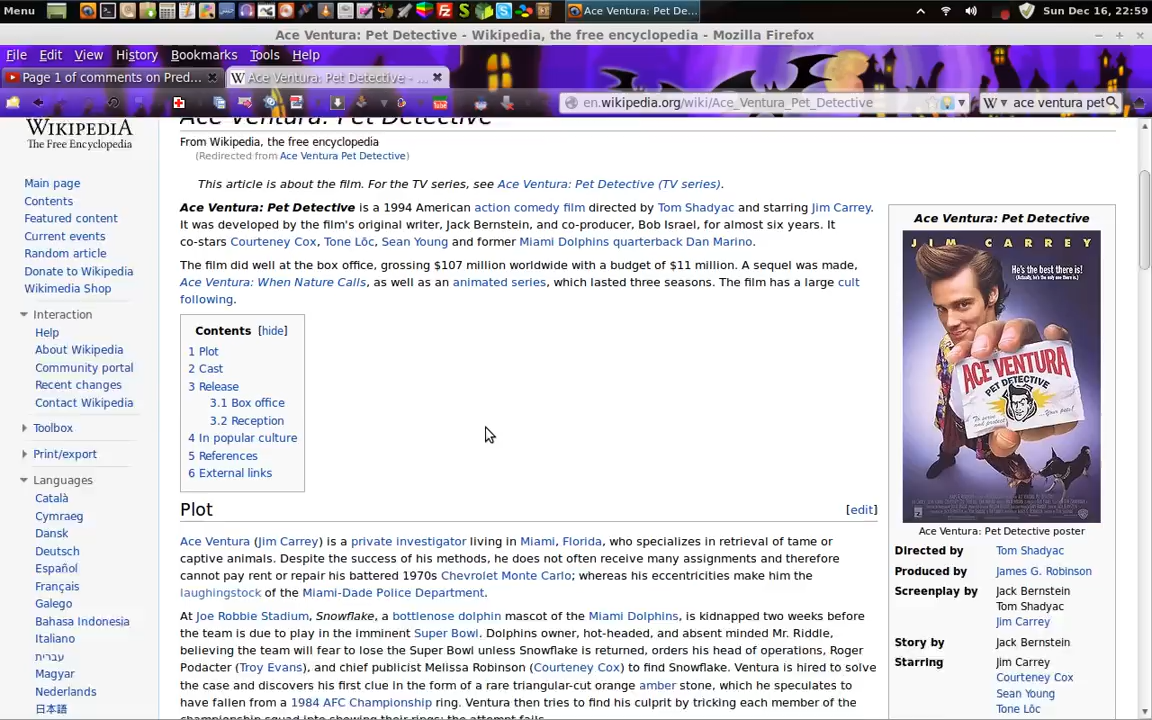 Menu
Ace Ventura: Pet De...
Sun Dec 16, 22:59
Ace Ventura: Pet Detective - Wikipedia, the free encyclopedia - Mozilla Firefox
File Edit View History Bookmarks Tools Help
Page 1 of comments on Pred...
Ace Ventura: Pet Detective - ...
en.wikipedia.org/wiki/Ace_Ventura_Pet_Detective
ace ventura pet
WIKIPEDIA
The Free Encyclopedia
Main page
Contents
Featured content
Current events
Random article
Donate to Wikipedia
Wikimedia Shop
Interaction
Help
About Wikipedia
Community portal
Recent changes
Contact Wikipedia
Toolbox
Print/export
Languages
Català
Cymraeg
Dansk
Deutsch
Español
Français
Galego
Bahasa Indonesia
Italiano
עברית
Magyar
Nederlands
日本語
Ace Ventura: Pet Detective
From Wikipedia, the free encyclopedia
(Redirected from Ace Ventura Pet Detective)
This article is about the film. For the TV series, see Ace Ventura: Pet Detective (TV series).
Ace Ventura: Pet Detective is a 1994 American action comedy film directed by Tom Shadyac and starring Jim Carrey.
It was developed by the film's original writer, Jack Bernstein, and co-producer, Bob Israel, for almost six years. It
co-stars Courteney Cox, Tone Lōc, Sean Young and former Miami Dolphins quarterback Dan Marino.
The film did well at the box office, grossing $107 million worldwide with a budget of $11 million. A sequel was made,
Ace Ventura: When Nature Calls, as well as an animated series, which lasted three seasons. The film has a large cult
following.
Contents [hide]
1 Plot
2 Cast
3 Release
3.1 Box office
3.2 Reception
4 In popular culture
5 References
6 External links
Plot
[edit]
Ace Ventura (Jim Carrey) is a private investigator living in Miami, Florida, who specializes in retrieval of tame or
captive animals. Despite the success of his methods, he does not often receive many assignments and therefore
cannot pay rent or repair his battered 1970s Chevrolet Monte Carlo; whereas his eccentricities make him the
laughingstock of the Miami-Dade Police Department.
At Joe Robbie Stadium, Snowflake, a bottlenose dolphin mascot of the Miami Dolphins, is kidnapped two weeks before
the team is due to play in the imminent Super Bowl. Dolphins owner, hot-headed, and absent minded Mr. Riddle,
believing the team will fear to lose the Super Bowl unless Snowflake is returned, orders his head of operations, Roger
Podacter (Troy Evans), and chief publicist Melissa Robinson (Courteney Cox) to find Snowflake. Ventura is hired to solve
the case and discovers his first clue in the form of a rare triangular-cut orange amber stone, which he speculates to
have fallen from a 1984 AFC Championship ring. Ventura then tries to find his culprit by tricking each member of the
championship squad into showing their rings; the attempt fails.
Ace Ventura: Pet Detective
JIM CARREY
He's the best there is!
(Actually, he's the only one there is.)
ACE VENTURA
PET DETECTIVE
To serve
and protect...
...Your pets!
Ace Ventura: Pet Detective poster
Directed by Tom Shadyac
Produced by James G. Robinson
Screenplay by Jack Bernstein
Tom Shadyac
Jim Carrey
Story by Jack Bernstein
Starring Jim Carrey
Courteney Cox
Sean Young
Tone Lōc